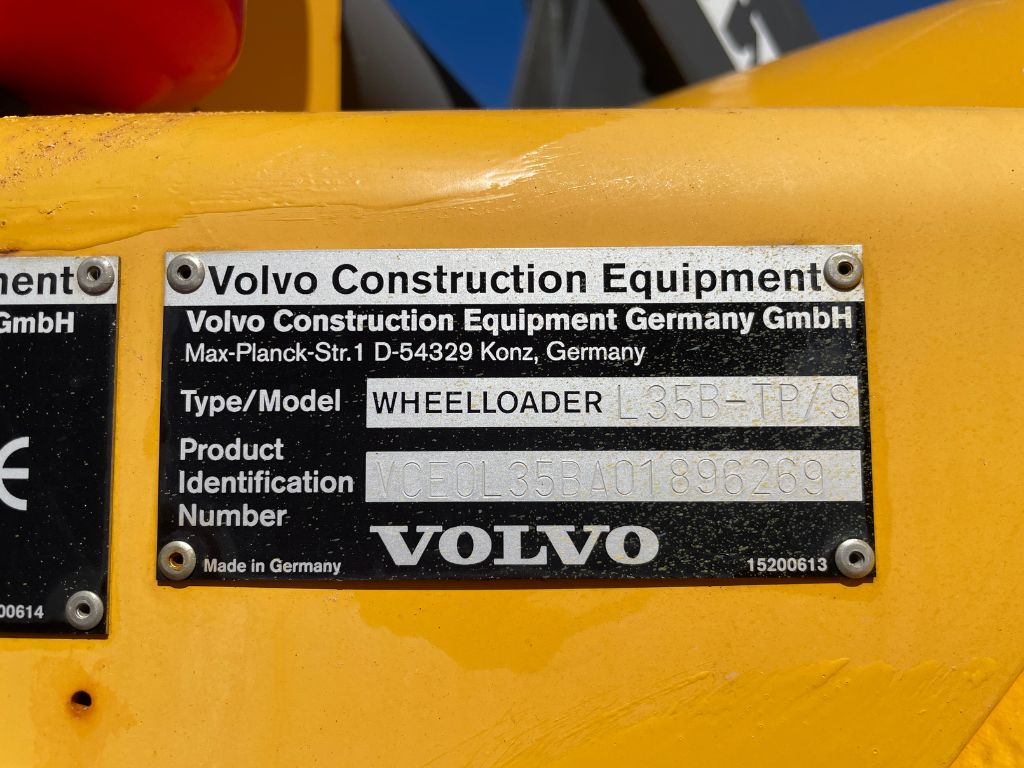 ment
GmbH
CE
00614
Volvo Construction Equipment
Volvo Construction Equipment Germany GmbH
Max-Planck-Str.1 D-54329 Konz, Germany
Type/Model WHEELLOADER L35B-TP/S
Product
Identification VCE0L35BA01896269
Number
VOLVO
Made in Germany 15200613